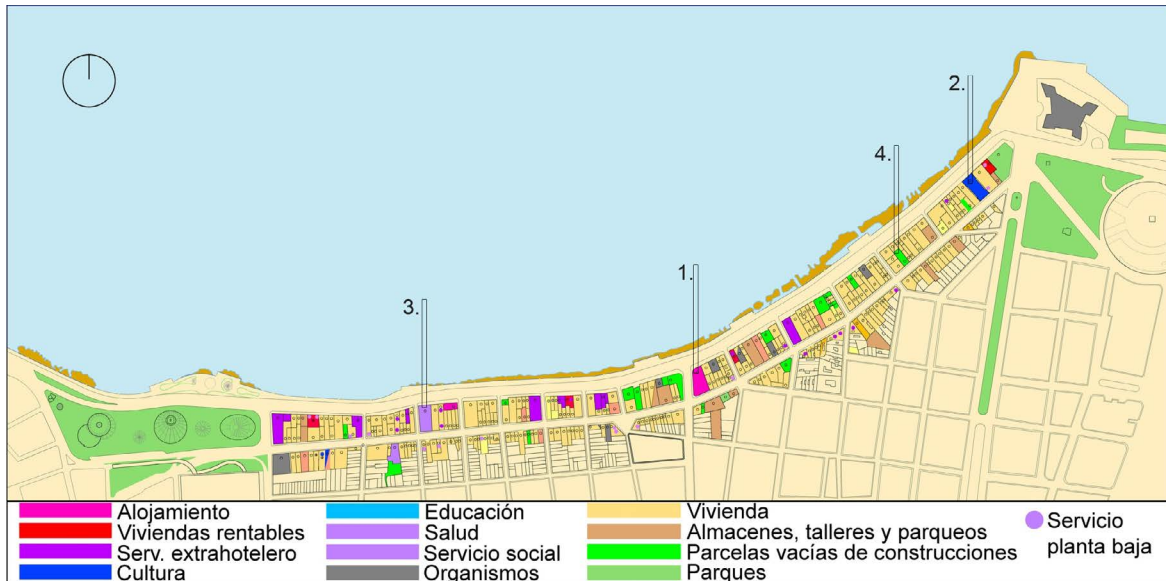 2.
4.
1.
3.
Alojamiento
Viviendas rentables
Serv. extrahotelero
Cultura
Educación
Salud
Servicio social
Organismos
Vivienda
Almacenes, talleres y parqueos
Parcelas vacías de construcciones
Parques
Servicio
planta baja